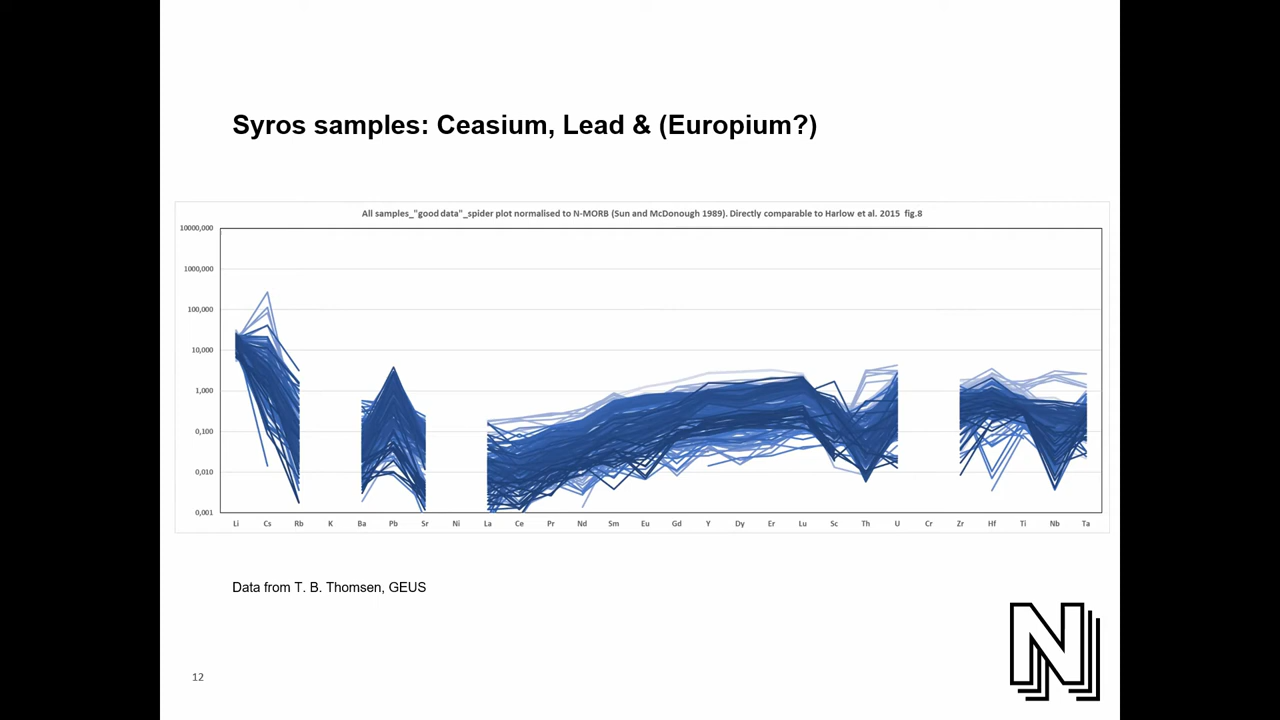 Syros samples: Ceasium, Lead & (Europium?)
All samples_"good data"_spider plot normalised to N-MORB (Sun and McDonough 1989). Directly comparable to Harlow et al. 2015 fig.8
10000,000
1000,000
100,000
10,000
1,000
0,100
0,010
0,001
Li Cs Rb K Ba Pb Sr Ni La Ce Pr Nd Sm Eu Gd Y Dy Er Lu Sc Th U Cr Zr Hf Ti Nb Ta
Data from T. B. Thomsen, GEUS
N
12